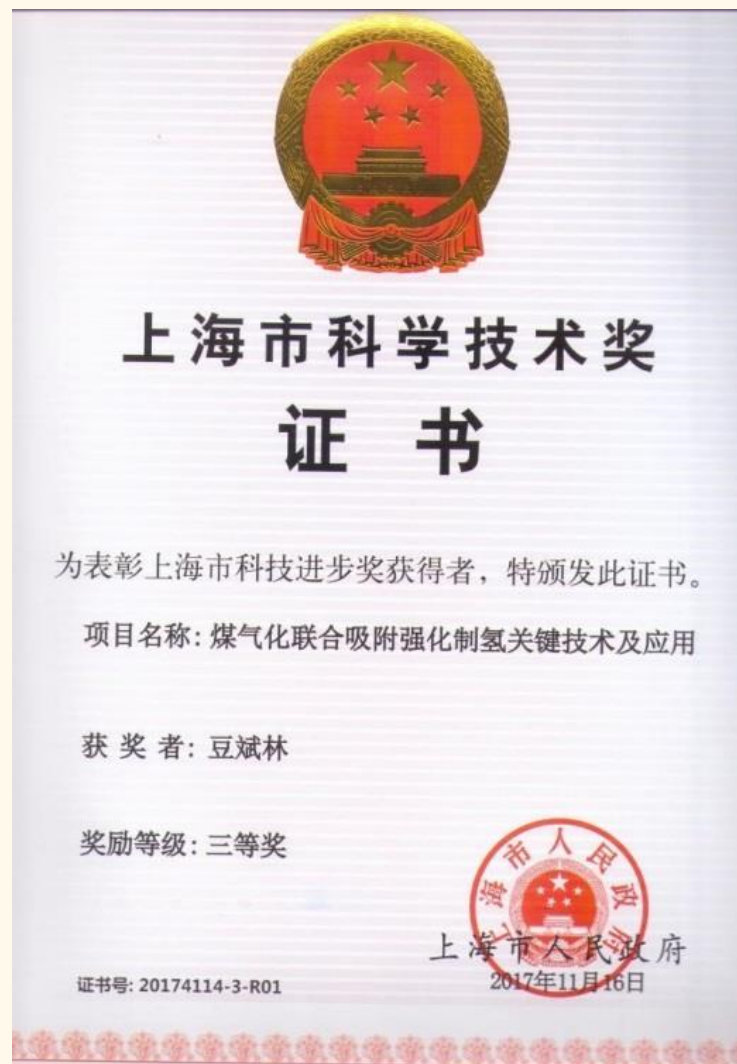 上海市科学技术奖
证 书
为表彰上海市科技进步奖获得者，特颁发此证书。
项目名称: 煤气化联合吸附强化制氢关键技术及应用
获 奖 者: 豆斌林
奖励等级: 三等奖
上海市人民政府
上海市人民政府
2017年11月16日
证书号: 20174114-3-R01